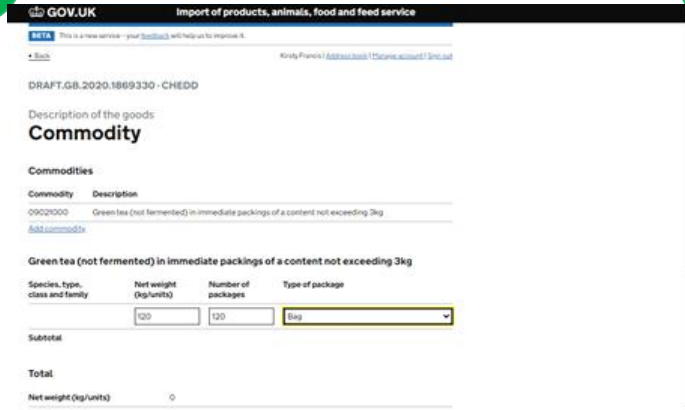 GOV.UK Import of products, animals, food and feed service
BETA This is a new service – your feedback will help us to improve it.
Back Kirsty Francis | Address book | Manage account | Sign out
DRAFT.GB.2020.1869330 - CHEDD
Description of the goods
Commodity
Commodities
Commodity Description
09021000 Green tea (not fermented) in immediate packings of a content not exceeding 3kg
Add commodity
Green tea (not fermented) in immediate packings of a content not exceeding 3kg
Species, type, Net weight Number of Type of package
class and family (kg/units) packages
120 120 Bag
Subtotal
Total
Net weight (kg/units) 0